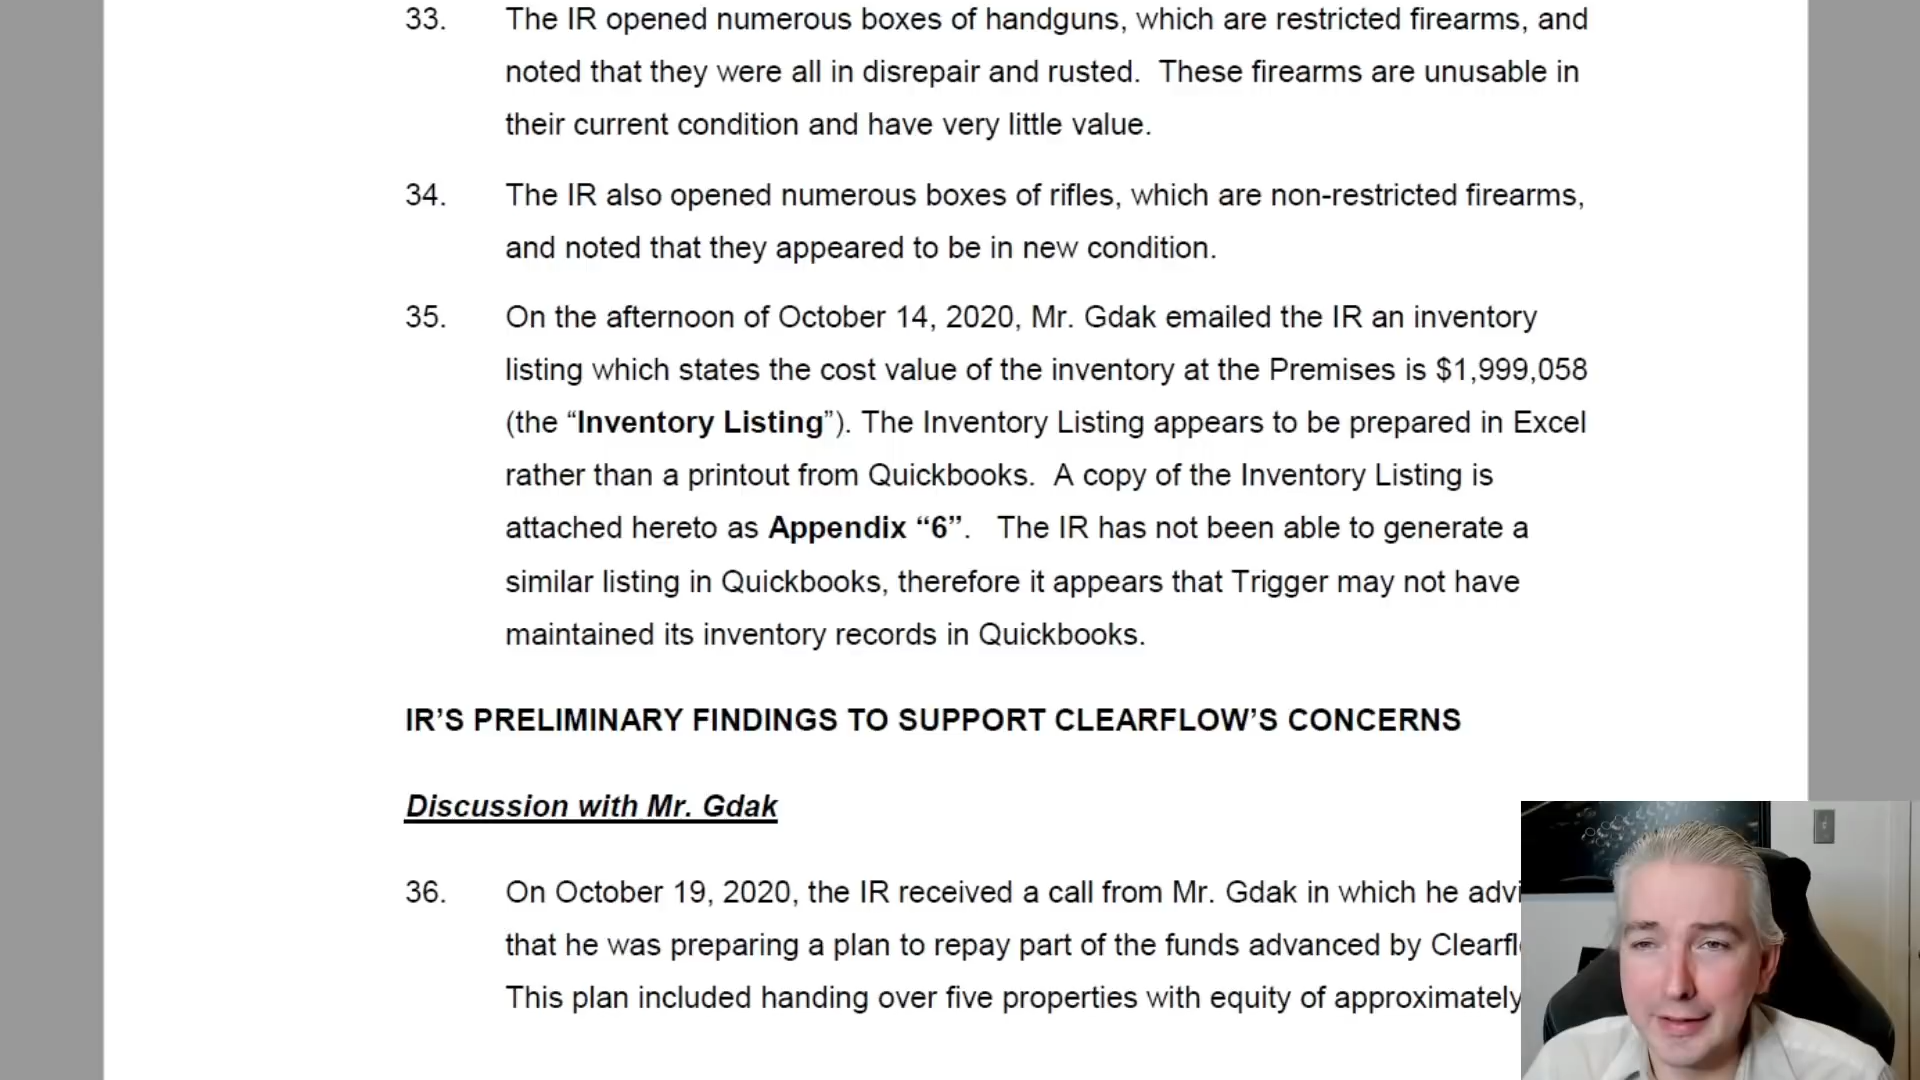 33. The IR opened numerous boxes of handguns, which are restricted firearms, and
noted that they were all in disrepair and rusted. These firearms are unusable in
their current condition and have very little value.
34. The IR also opened numerous boxes of rifles, which are non-restricted firearms,
and noted that they appeared to be in new condition.
35. On the afternoon of October 14, 2020, Mr. Gdak emailed the IR an inventory
listing which states the cost value of the inventory at the Premises is $1,999,058
(the “Inventory Listing”). The Inventory Listing appears to be prepared in Excel
rather than a printout from Quickbooks. A copy of the Inventory Listing is
attached hereto as Appendix “6”. The IR has not been able to generate a
similar listing in Quickbooks, therefore it appears that Trigger may not have
maintained its inventory records in Quickbooks.
IR’S PRELIMINARY FINDINGS TO SUPPORT CLEARFLOW’S CONCERNS
Discussion with Mr. Gdak
36. On October 19, 2020, the IR received a call from Mr. Gdak in which he advi
that he was preparing a plan to repay part of the funds advanced by Clearfl
This plan included handing over five properties with equity of approximately